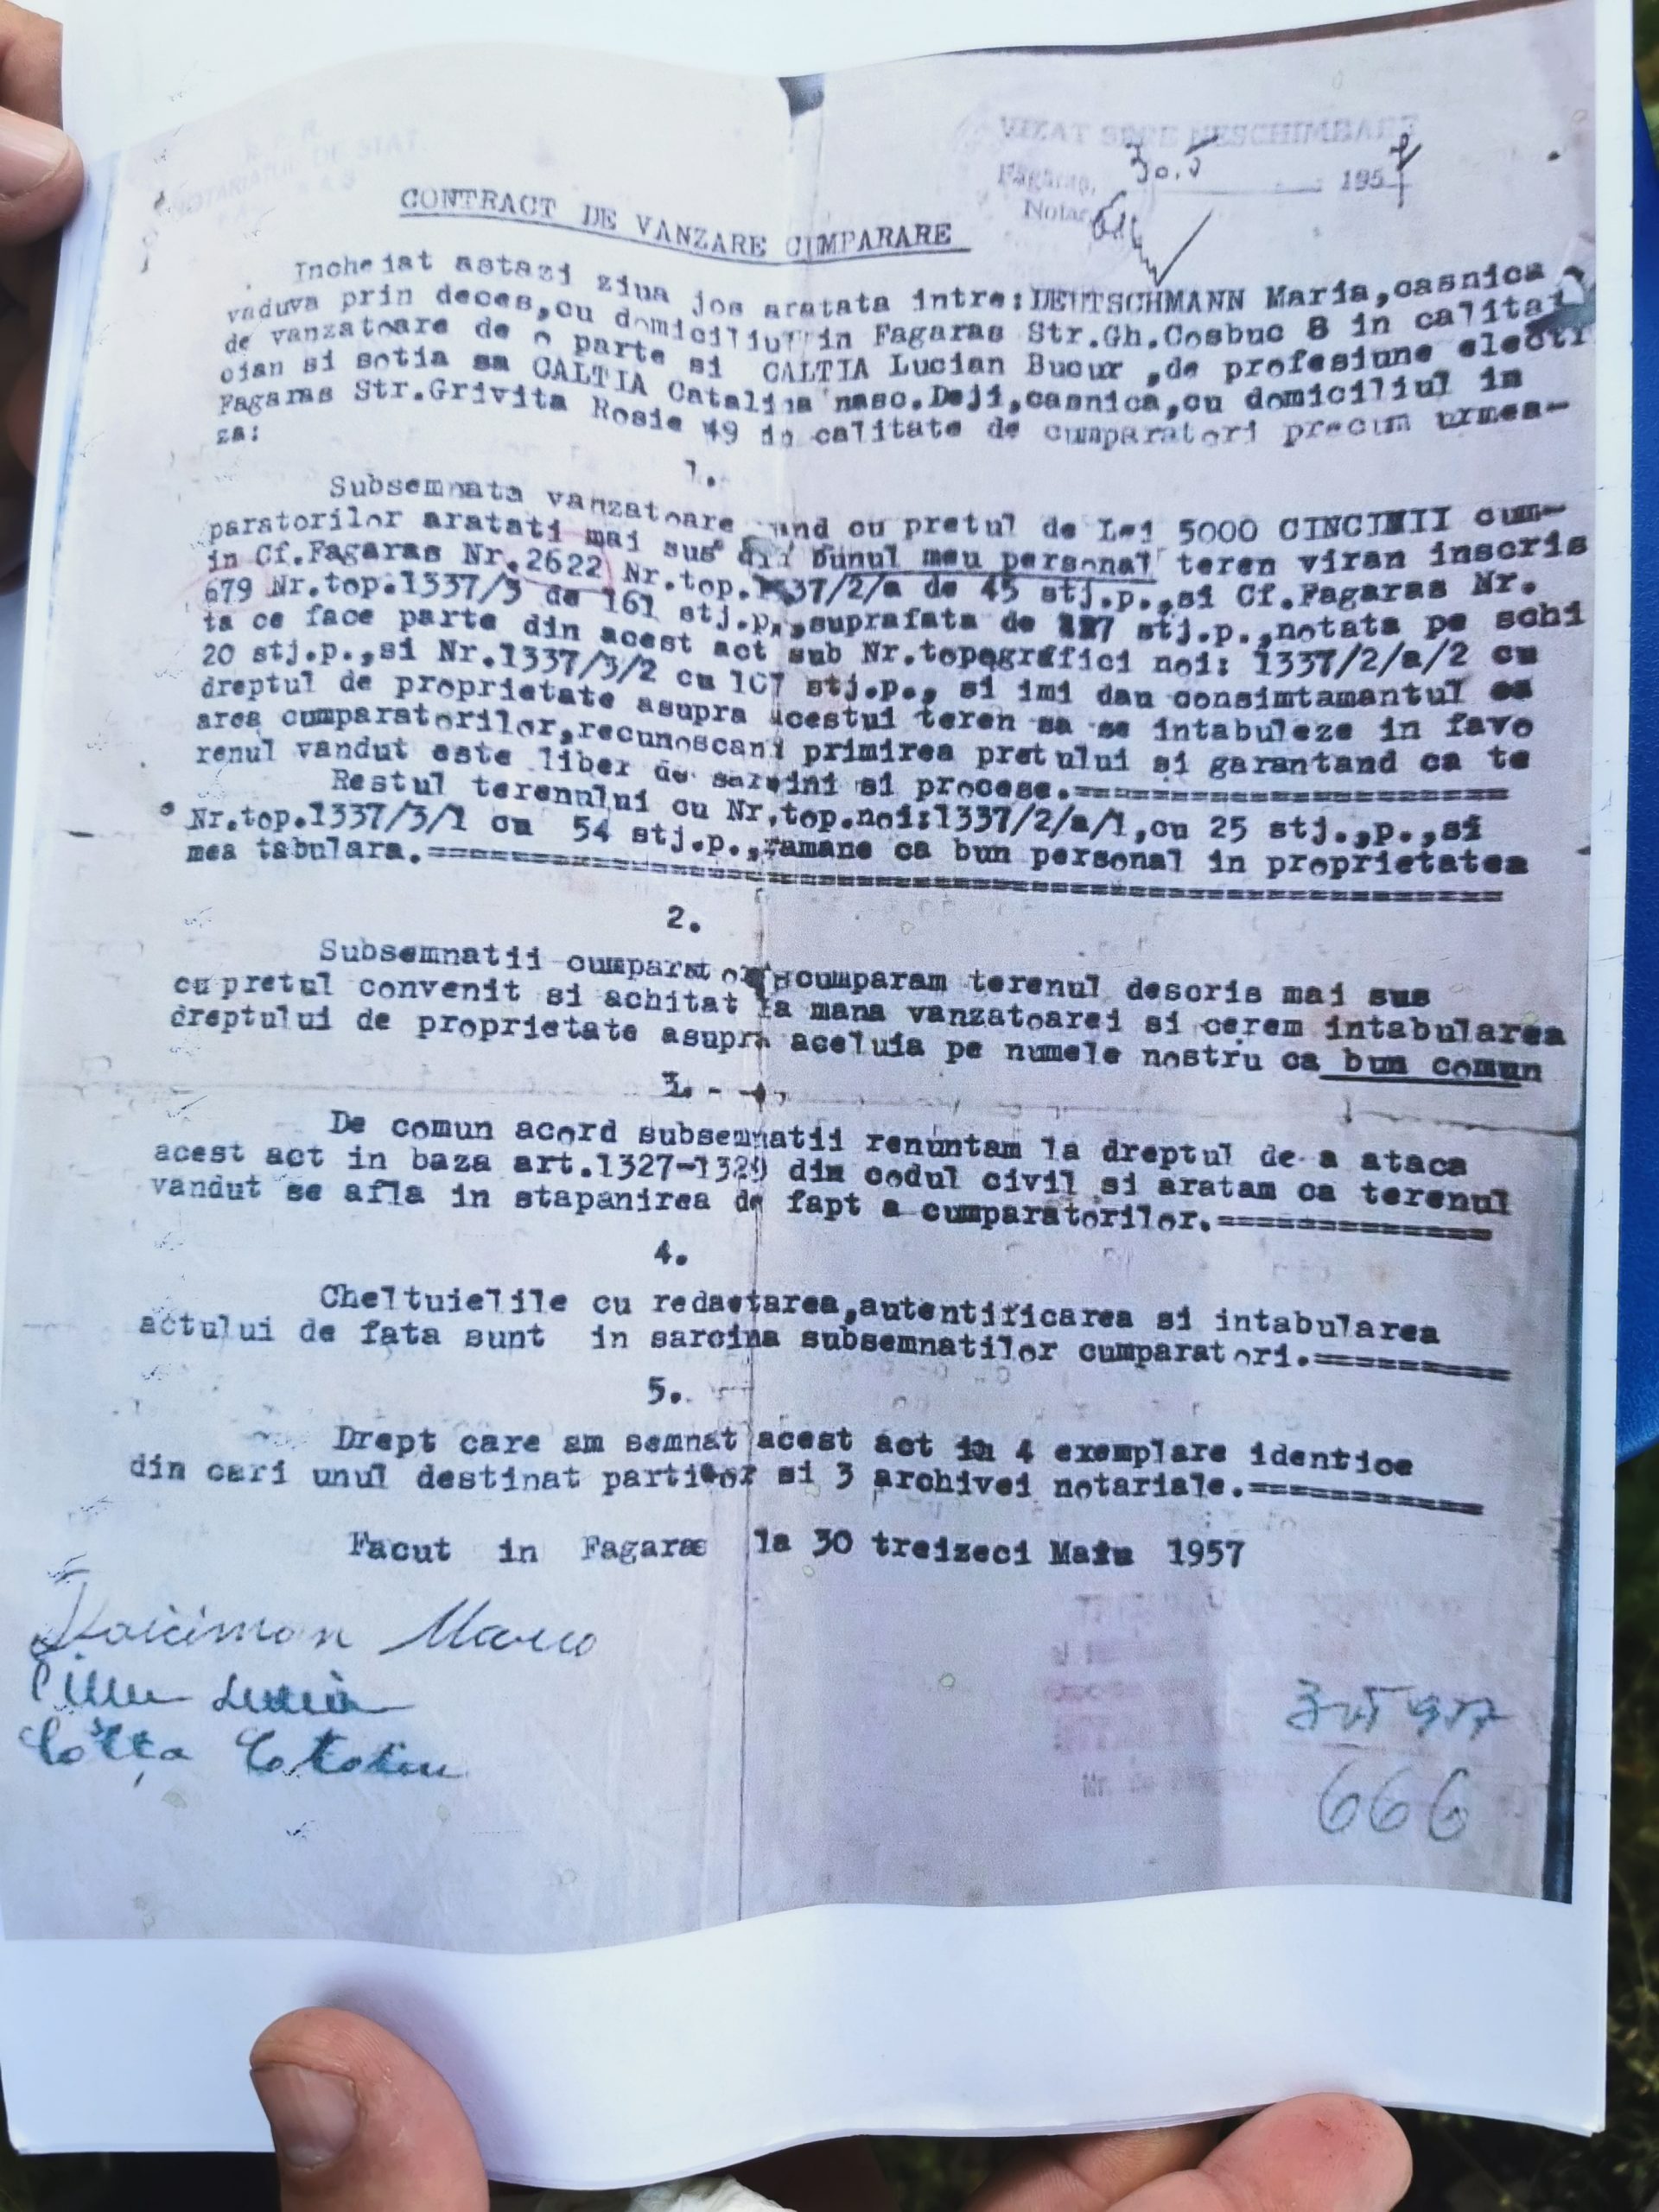 R.P.R.
NOTARIATUL DE STAT
VIZAT SPRE NESCHIMBARE
Fagaras, 30.V 1957
Notar
CONTRACT DE VANZARE CUMPARARE
Incheiat astazi ziua jos aratata intre:DEUTSCHMANN Maria,casnica
vaduva prin deces,cu domiciliul in Fagaras Str.Gh.Cosbuc 8 in calitat
de vanzatoare de o parte si CALTIA Lucian Bucur ,de profesiune electi
cian si sotia sa CALTIA Catalina nasc.Deji,casnica,cu domiciliul in
Fagaras Str.Grivita Rosie 49 in calitate de cumparatori precum urmea-
za:
1.
Subsemnata vanzatoare vand cu pretul de Lei 5000 CINCIMII cum-
paratorilor aratati mai sus din bunul meu personal teren viran inscris
in Cf.Fagaras Nr.2622 Nr.top.1337/2/a de 45 stj.p.,si Cf.Fagaras Nr.
679 Nr.top.1337/3 de 161 stj.p.,suprafata de 127 stj.p.,notata pe schi
ta ce face parte din acest act sub Nr.topografici noi: 1337/2/a/2 cu
20 stj.p.,si Nr.1337/3/2 cu 107 stj.p., si imi dau consimtamantul ca
dreptul de proprietate asupra acestui teren sa se intabuleze in favo
area cumparatorilor,recunoscand primirea pretului si garantand ca te
renul vandut este liber de sarcini si procese.==================
Restul terenului cu Nr.top.noi:1337/2/a/1,cu 25 stj.,p.,si
Nr.top.1337/3/1 cu 54 stj.p.,ramane ca bun personal in proprietatea
mea tabulara.==================
2.
Subsemnatii cumparatori cumparam terenul descris mai sus
cu pretul convenit si achitat la mana vanzatoarei si cerem intabularea
dreptului de proprietate asupra aceluia pe numele nostru ca bun comun
3.
De comun acord subsemnatii renuntam la dreptul de a ataca
acest act in baza art.1327-1329 din codul civil si aratam ca terenul
vandut se afla in stapanirea de fapt a cumparatorilor.==============
4.
Cheltuielile cu redactarea,autentificarea si intabularea
actului de fata sunt in sarcina subsemnatilor cumparatori.==========
5.
Drept care am semnat acest act in 4 exemplare identice
din cari unul destinat partilor si 3 archivei notariale.============
Facut in Fagaras la 30 treizeci Maiu 1957
666